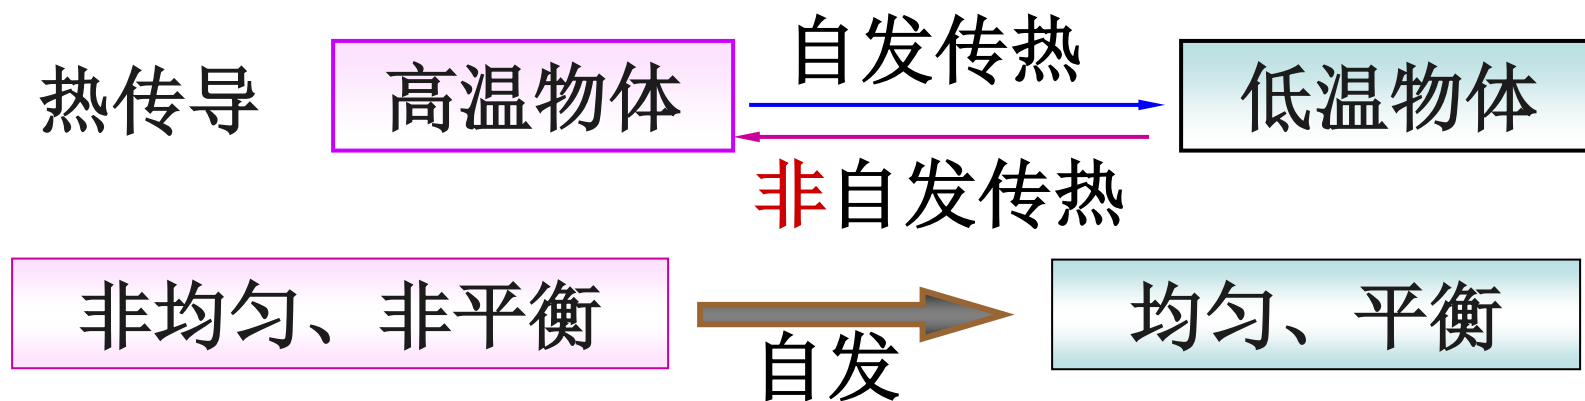 自发传热
热传导 高温物体 低温物体
非自发传热
非均匀、非平衡 均匀、平衡
自发